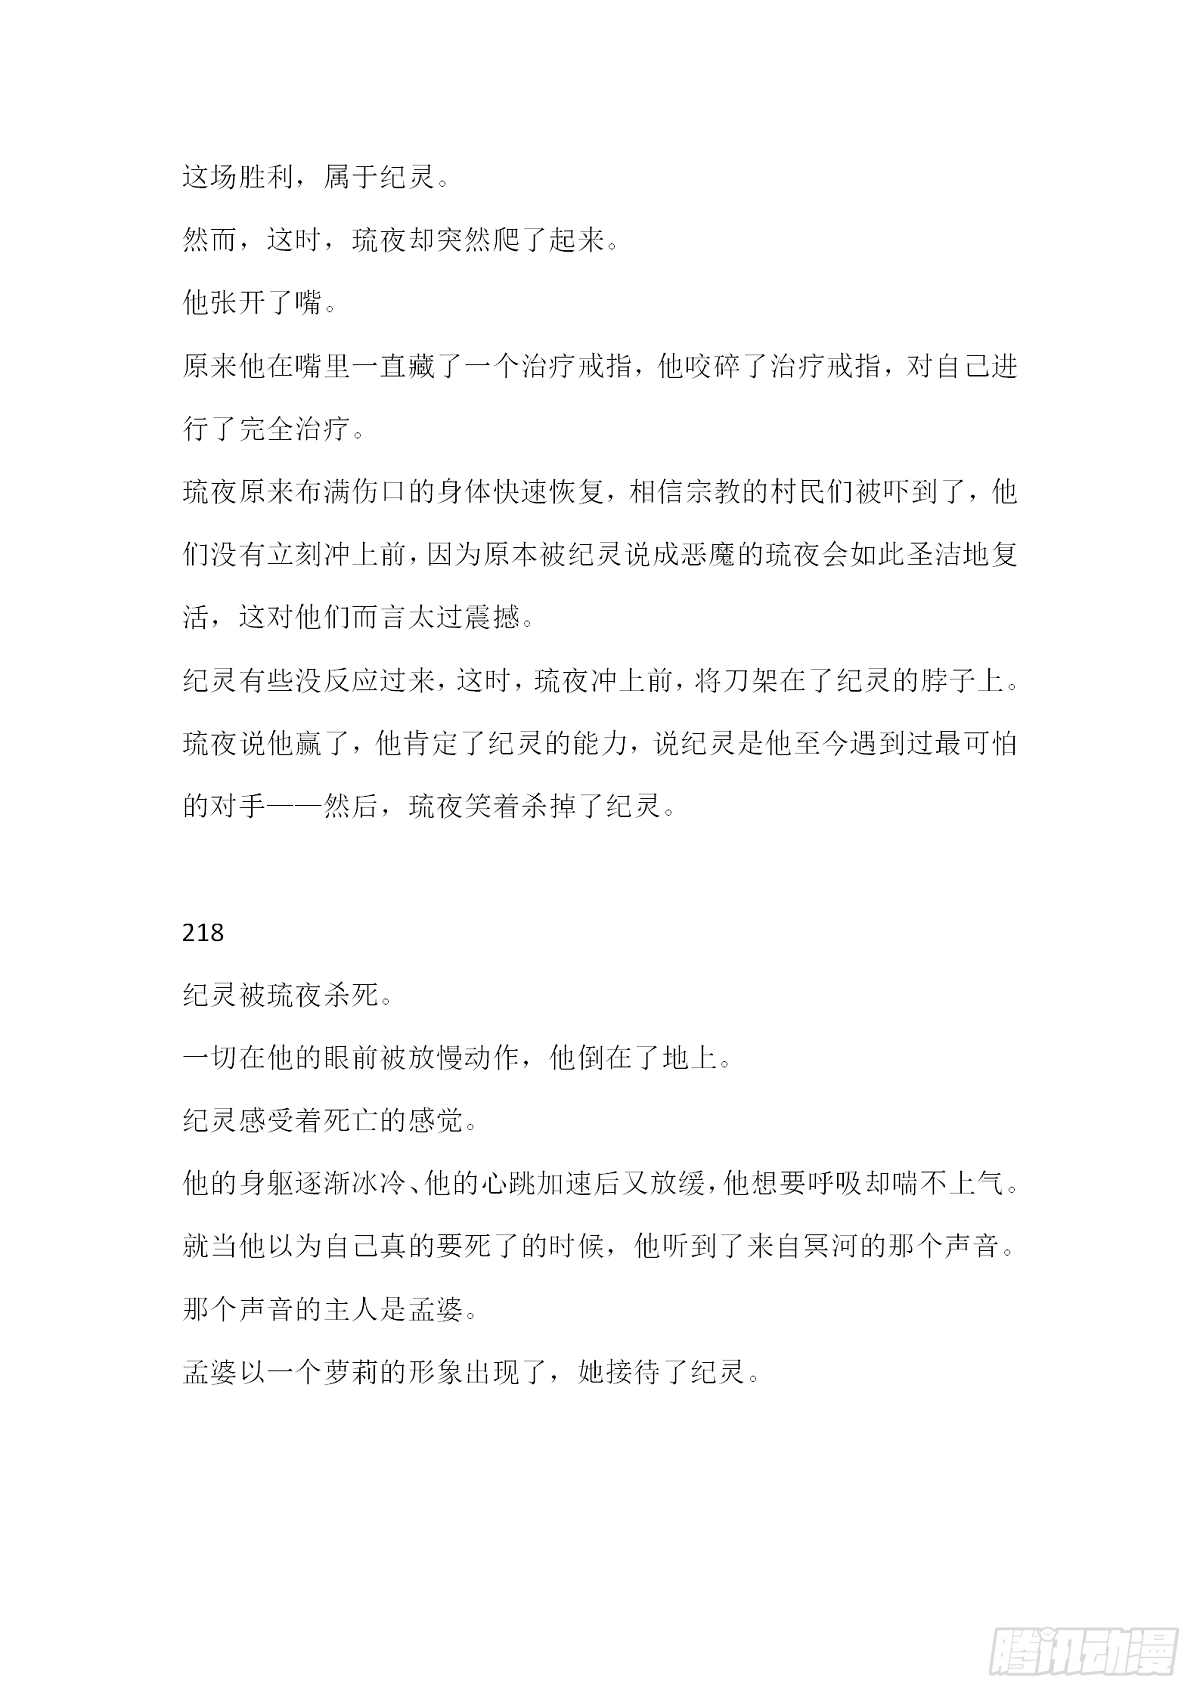 这场胜利，属于纪灵。
然而，这时，琉夜却突然爬了起来。
他张开了嘴。
原来他在嘴里一直藏了一个治疗戒指，他咬碎了治疗戒指，对自己进
行了完全治疗。
琉夜原来布满伤口的身体快速恢复，相信宗教的村民们被吓到了，他
们没有立刻冲上前，因为原本被纪灵说成恶魔的琉夜会如此圣洁地复
活，这对他们而言太过震撼。
纪灵有些没反应过来，这时，琉夜冲上前，将刀架在了纪灵的脖子上。
琉夜说他赢了，他肯定了纪灵的能力，说纪灵是他至今遇到过最可怕
的对手——然后，琉夜笑着杀掉了纪灵。
218
纪灵被琉夜杀死。
一切在他的眼前被放慢动作，他倒在了地上。
纪灵感受着死亡的感觉。
他的身躯逐渐冰冷、他的心跳加速后又放缓，他想要呼吸却喘不上气。
就当他以为自己真的要死了的时候，他听到了来自冥河的那个声音。
那个声音的主人是孟婆。
孟婆以一个萝莉的形象出现了，她接待了纪灵。
腾讯动漫